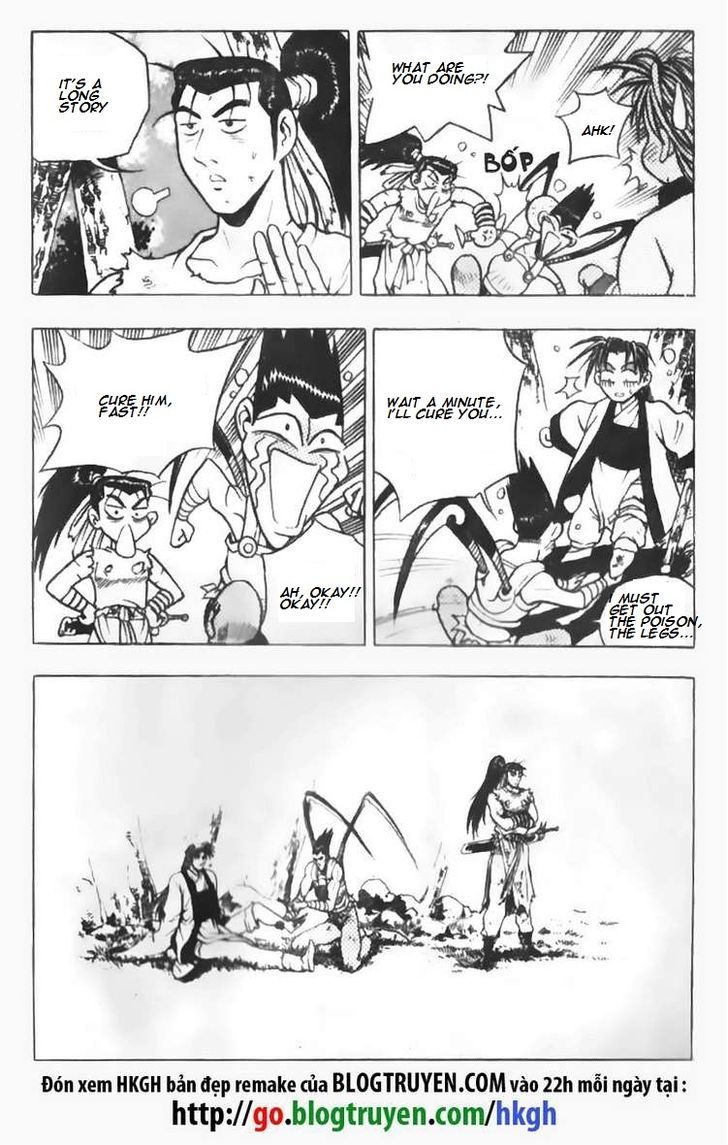 IT'S A
LONG
STORY
WHAT ARE
YOU DOING?!
AHK!
BỐP
CURE HIM,
FAST!!
AH, OKAY!!
OKAY!!
WAIT A MINUTE,
I'LL CURE YOU...
I MUST
GET OUT
THE POISON,
THE LEGS...
Đón xem HKGH bản đẹp remake của BLOGTRUYEN.COM vào 22h mỗi ngày tại :
http://go.blogtruyen.com/hkgh